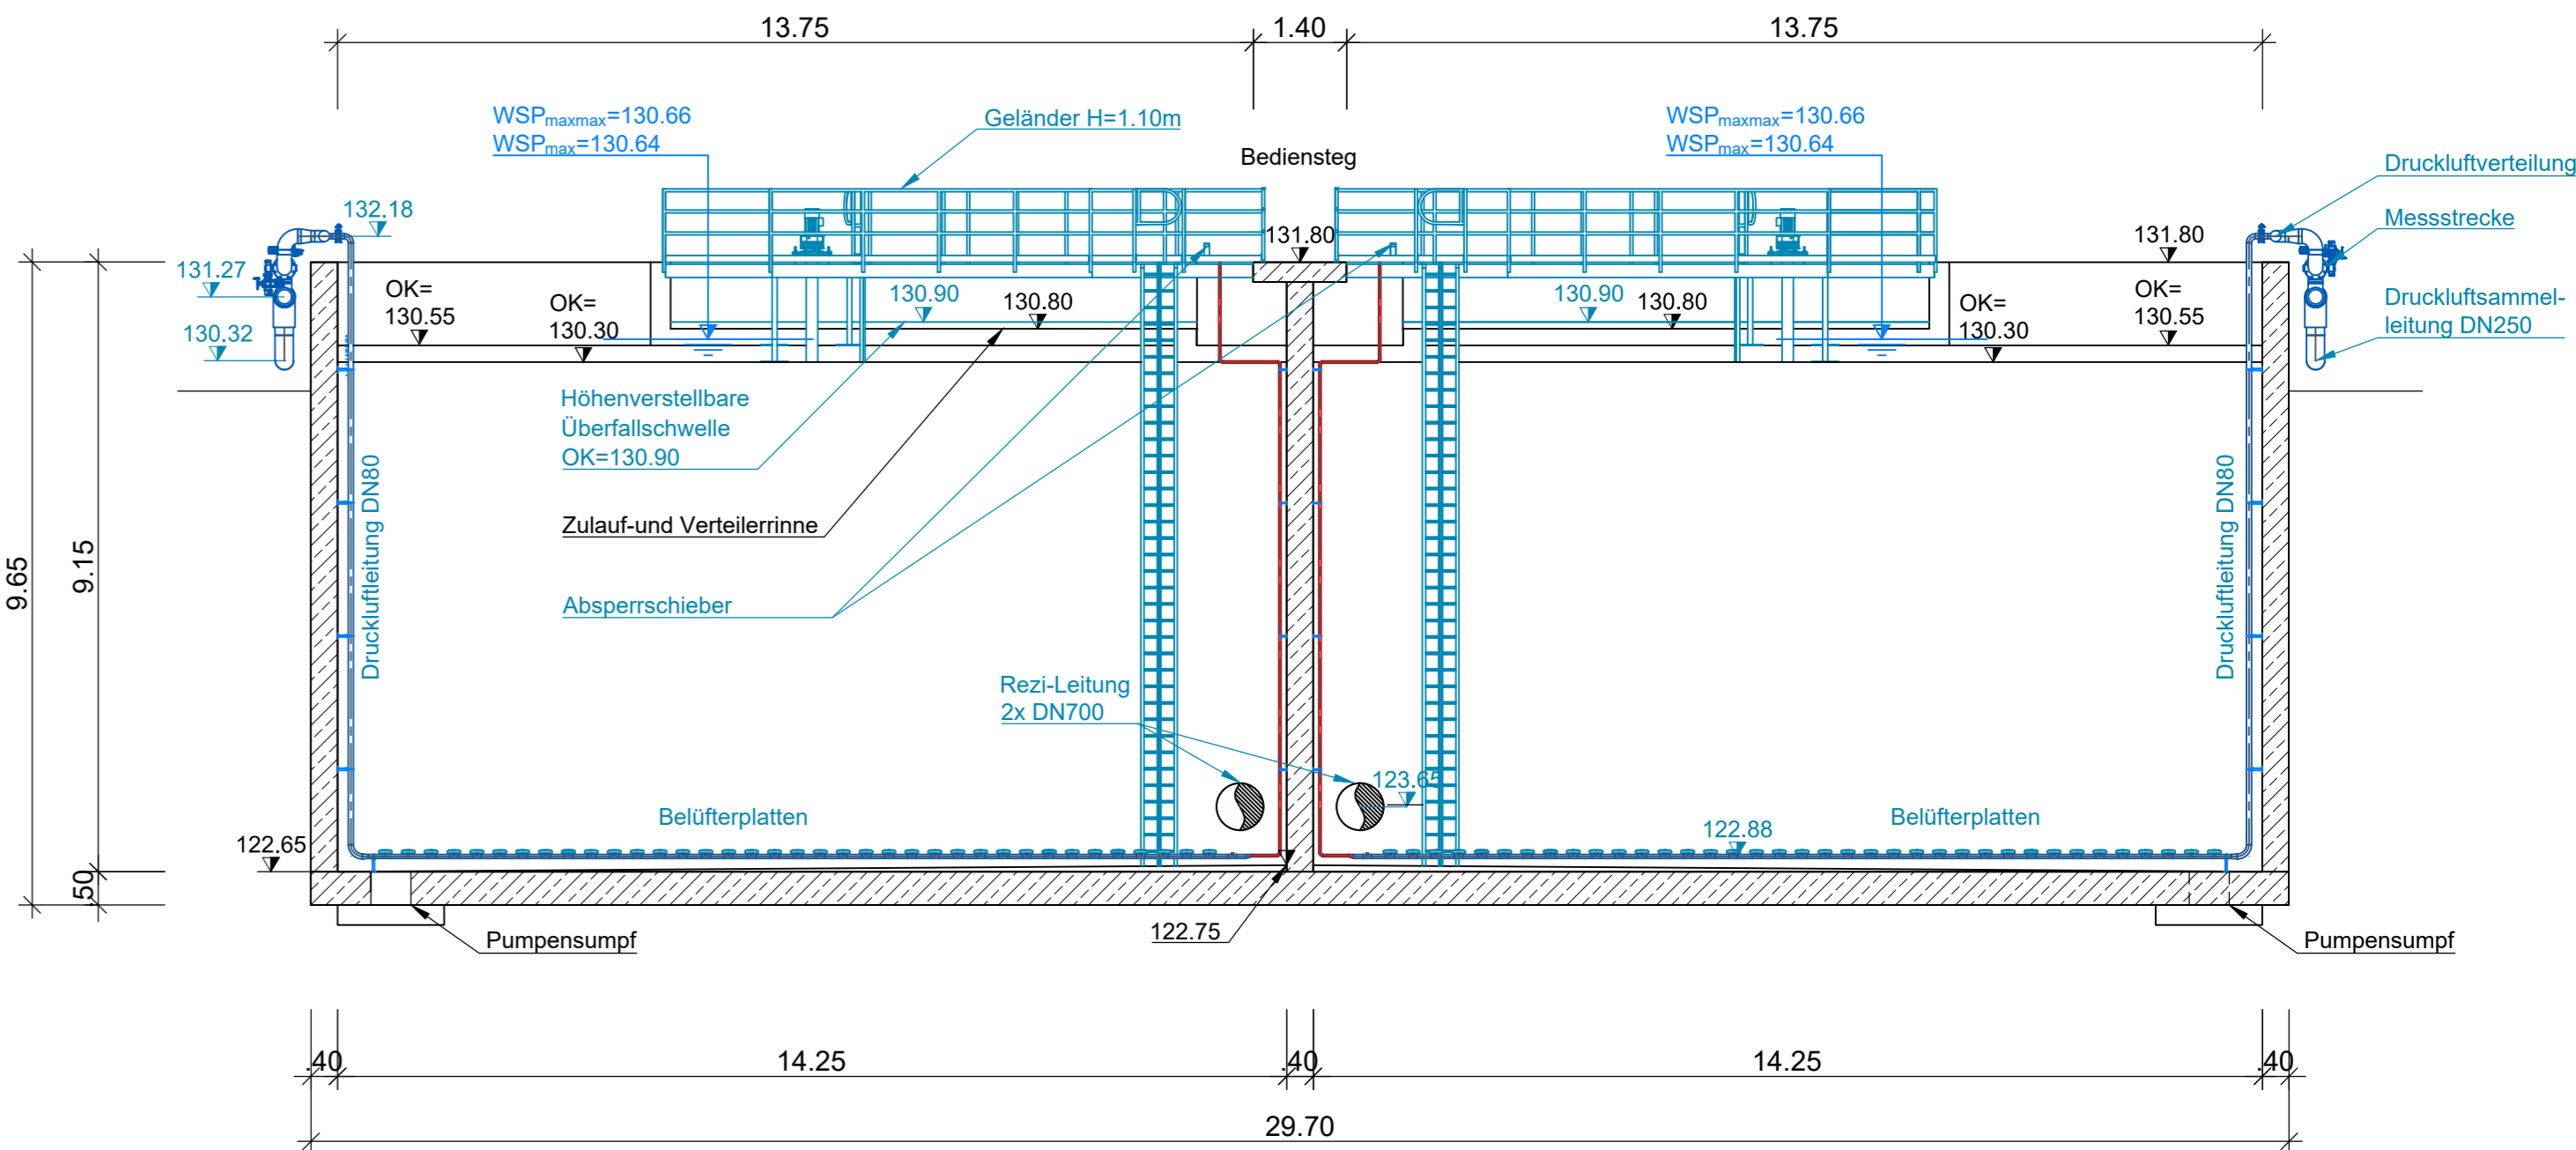 13.75
1.40
13.75
WSPmaxmax=130.66
WSPmax=130.64
Geländer H=1.10m
Bediensteg
WSPmaxmax=130.66
WSPmax=130.64
Druckluftverteilung
Messstrecke
132.18
131.80
131.80
131.27
130.32
OK=
130.55
OK=
130.30
130.90
130.80
130.90
130.80
OK=
130.30
OK=
130.55
Druckluftsammel-
leitung DN250
Höhenverstellbare
Überfallschwelle
OK=130.90
Zulauf-und Verteilerrinne
Absperrschieber
Druckluftleitung DN80
Druckluftleitung DN80
9.65
9.15
.50
Rezi-Leitung
2x DN700
123.65
Belüfterplatten
122.88
Belüfterplatten
122.65
122.75
Pumpensumpf
Pumpensumpf
.40
14.25
.40
14.25
.40
29.70